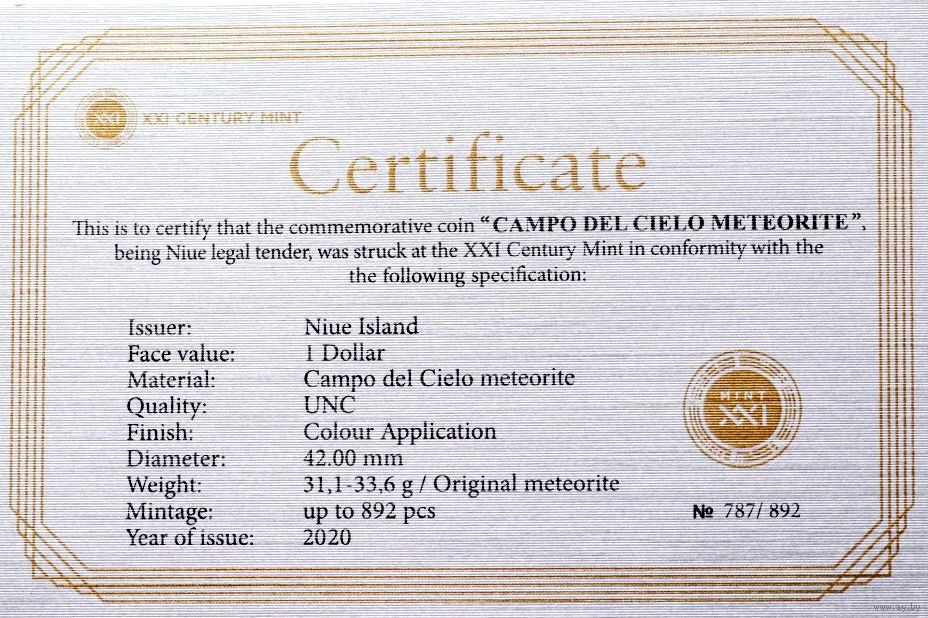 XXI XXI CENTURY MINT
Certificate
This is to certify that the commemorative coin “CAMPO DEL CIELO METEORITE”,
being Niue legal tender, was struck at the XXI Century Mint in conformity with the
the following specification:
Issuer: Niue Island
Face value: 1 Dollar
Material: Campo del Cielo meteorite
Quality: UNC
Finish: Colour Application
Diameter: 42.00 mm
Weight: 31,1-33,6 g / Original meteorite
Mintage: up to 892 pcs
Year of issue: 2020
MINT
XXI
№ 787/ 892
www.ay.by